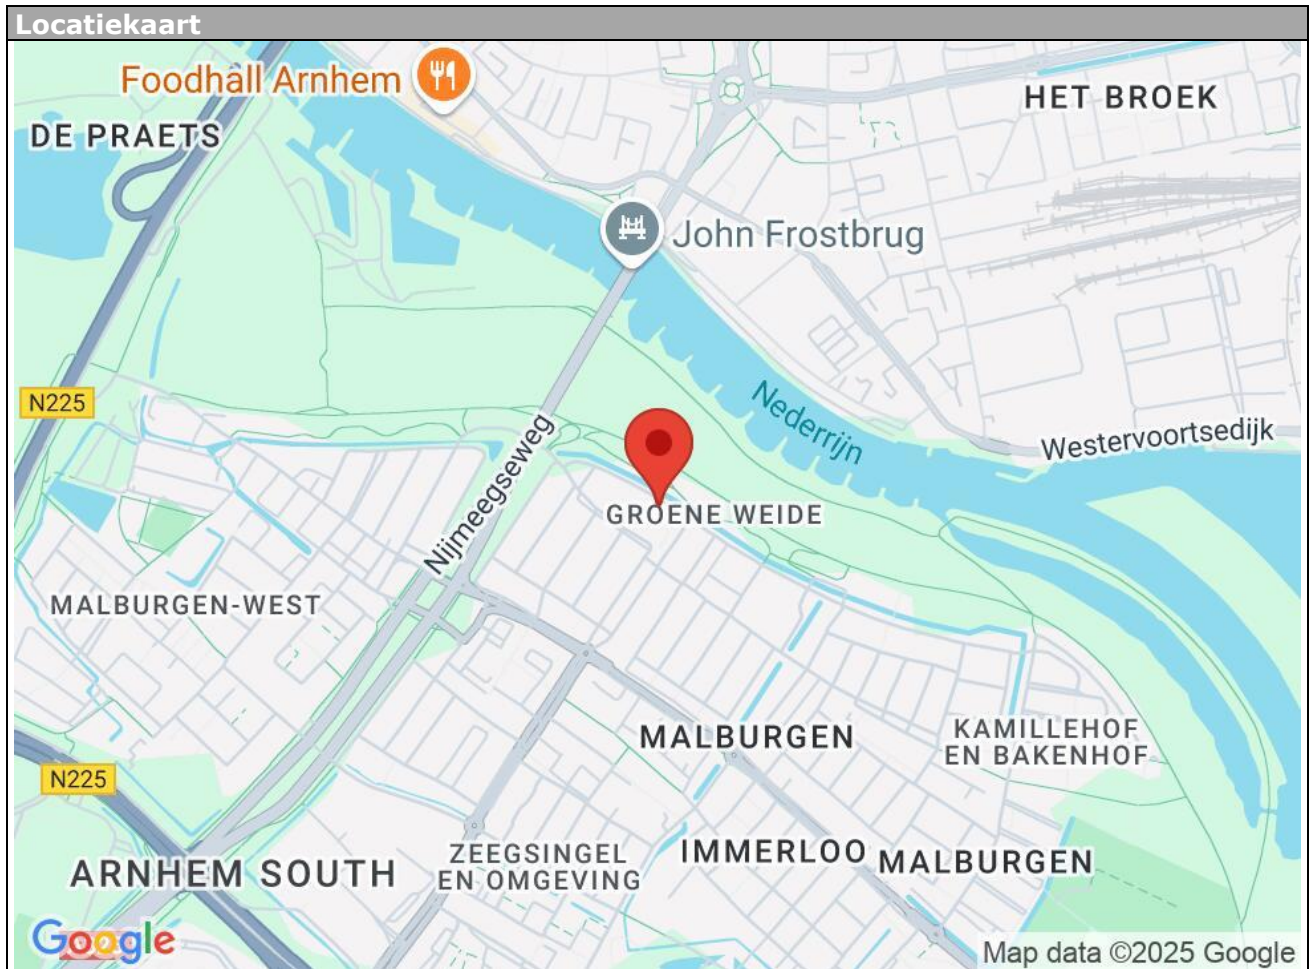 Locatiekaart
Foodhall Arnhem
HET BROEK
DE PRAETS
John Frostbrug
N225
Nederrijn
Westervoortsedijk
Nijmeegseweg
GROENE WEIDE
MALBURGEN-WEST
MALBURGEN
KAMILLEHOF
EN BAKENHOF
N225
ARNHEM SOUTH
ZEEGSINGEL
EN OMGEVING
IMMERLOO
MALBURGEN
Google
Map data ©2025 Google